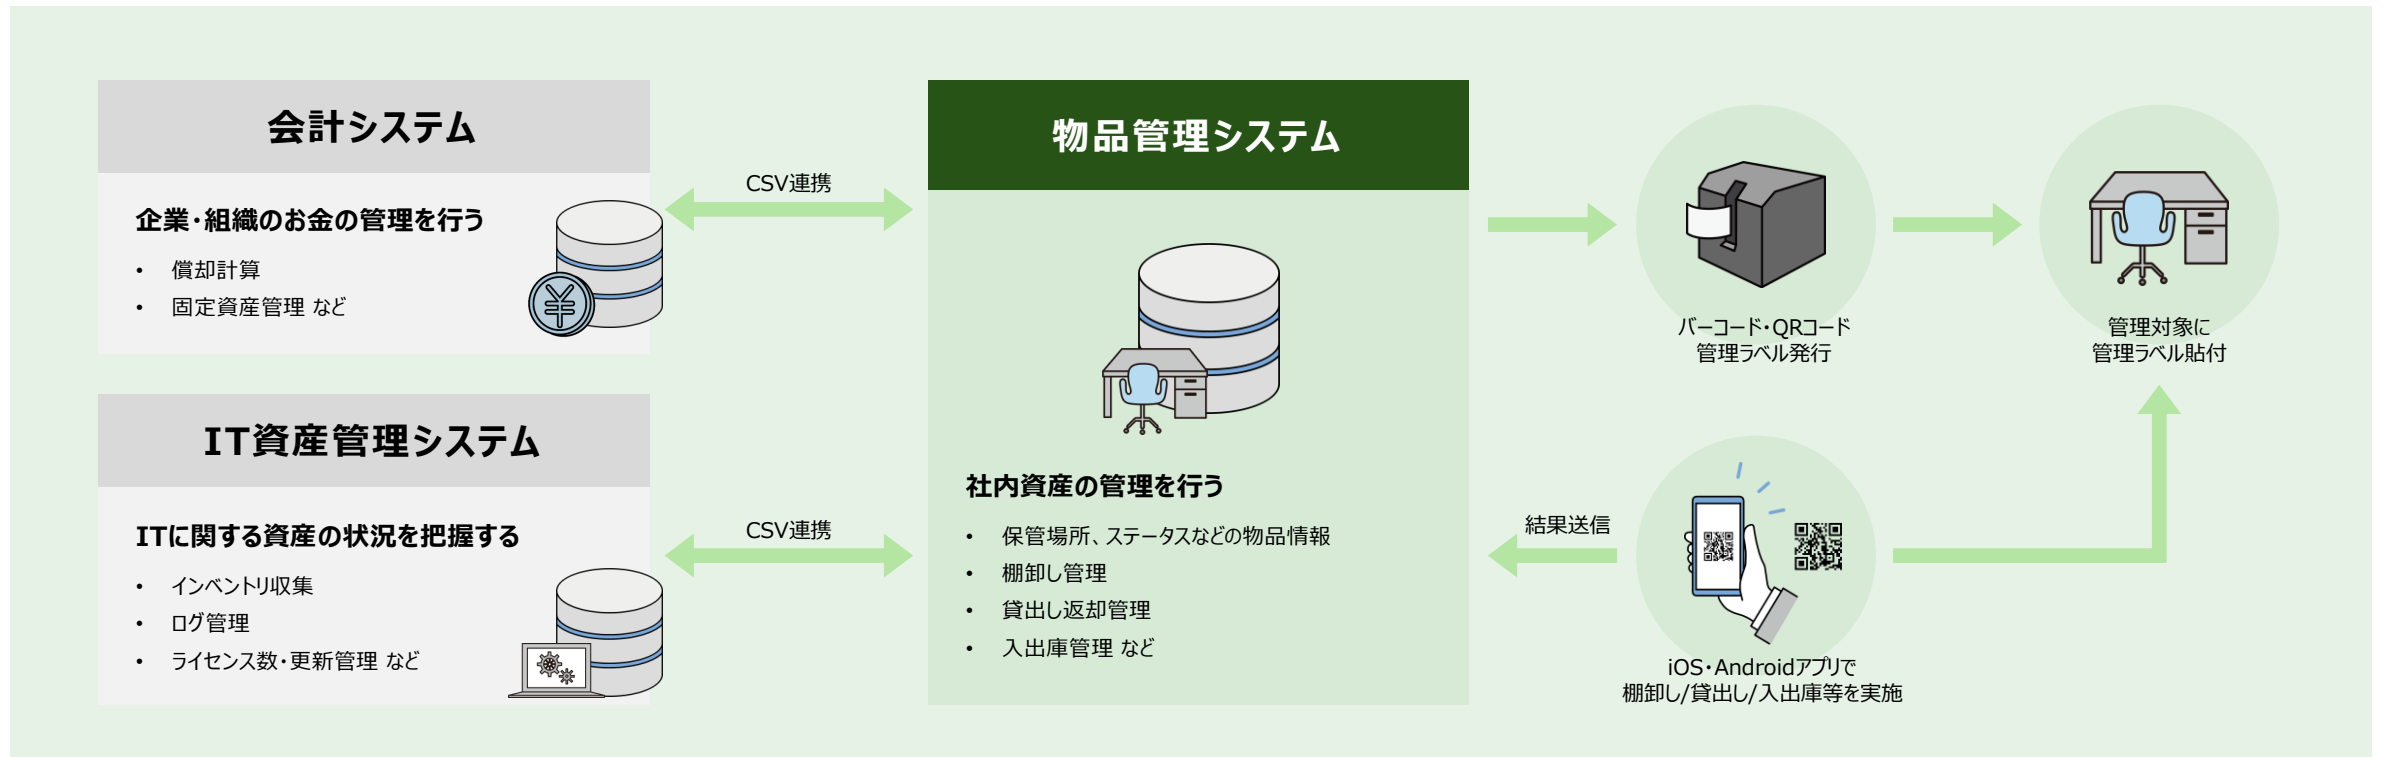 会計システム
企業・組織のお金の管理を行う
• 償却計算
• 固定資産管理 など
IT資産管理システム
ITに関する資産の状況を把握する
• インベントリ収集
• ログ管理
• ライセンス数・更新管理 など
CSV連携
CSV連携
物品管理システム
社内資産の管理を行う
• 保管場所、ステータスなどの物品情報
• 棚卸し管理
• 貸出し返却管理
• 入出庫管理 など
バーコード・QRコード
管理ラベル発行
管理対象に
管理ラベル貼付
結果送信
iOS・Androidアプリで
棚卸し/貸出し/入出庫等を実施